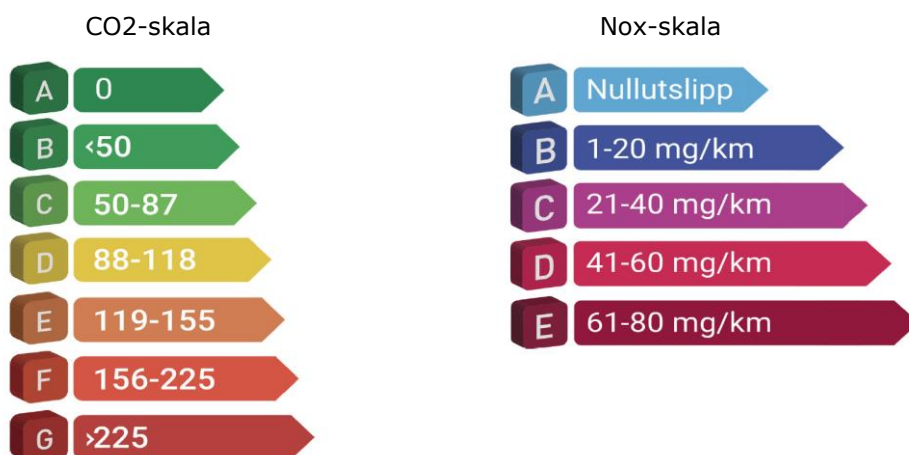 CO2-skala
A 0
B <50
C 50-87
D 88-118
E 119-155
F 156-225
G >225
Nox-skala
A Nullutslipp
B 1-20 mg/km
C 21-40 mg/km
D 41-60 mg/km
E 61-80 mg/km